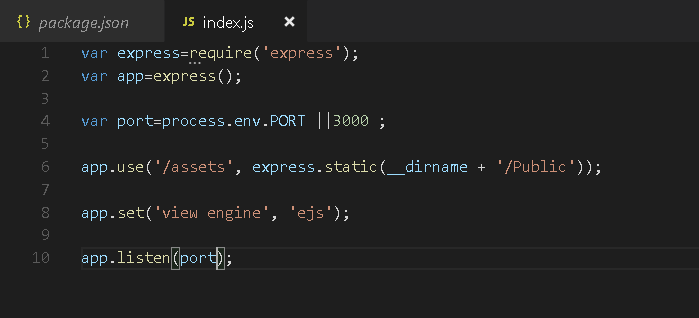 {} package.json JS index.js ×
1 var express=require('express');
2 var app=express();
3
4 var port=process.env.PORT ||3000 ;
5
6 app.use('/assets', express.static(__dirname + '/Public'));
7
8 app.set('view engine', 'ejs');
9
10 app.listen(port);